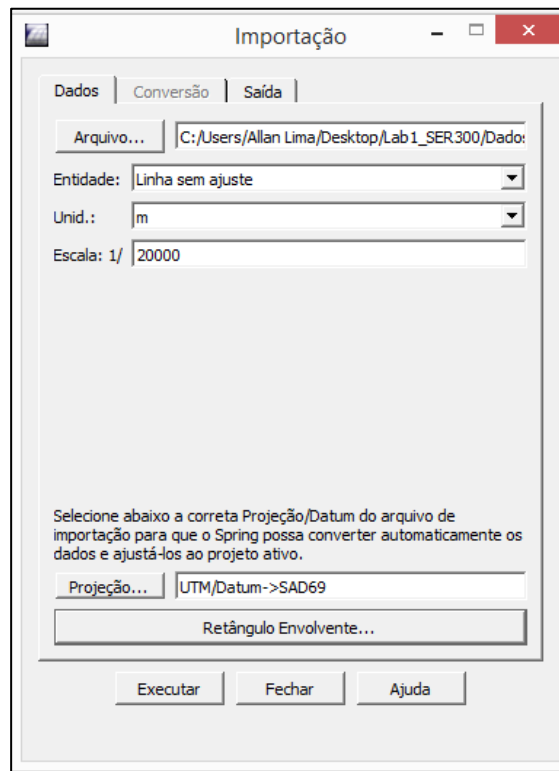 Importação
Dados Conversão Saída
Arquivo... C:/Users/Allan Lima/Desktop/Lab1_SER300/Dados
Entidade: Linha sem ajuste
Unid.: m
Escala: 1/ 20000
Selecione abaixo a correta Projeção/Datum do arquivo de
importação para que o Spring possa converter automaticamente os
dados e ajustá-los ao projeto ativo.
Projeção... UTM/Datum->SAD69
Retângulo Envolvente...
Executar Fechar Ajuda